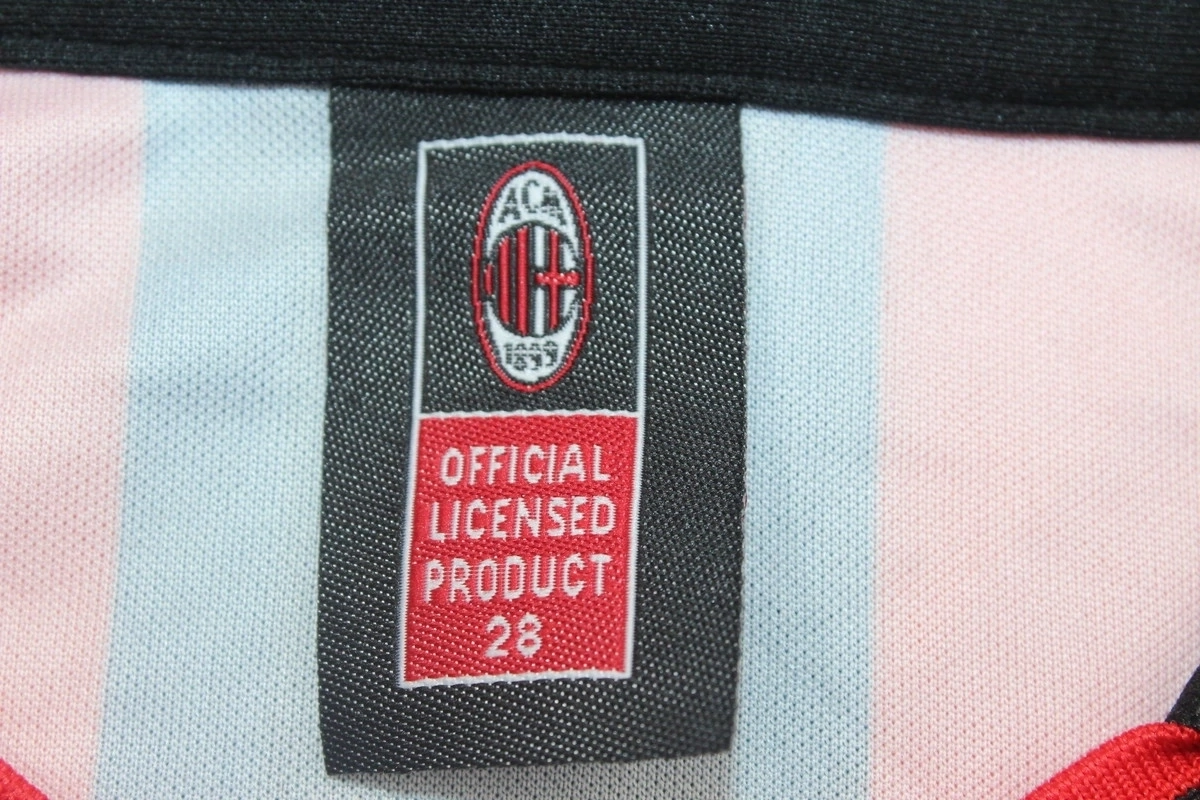 ACM
1899
OFFICIAL
LICENSED
PRODUCT
28